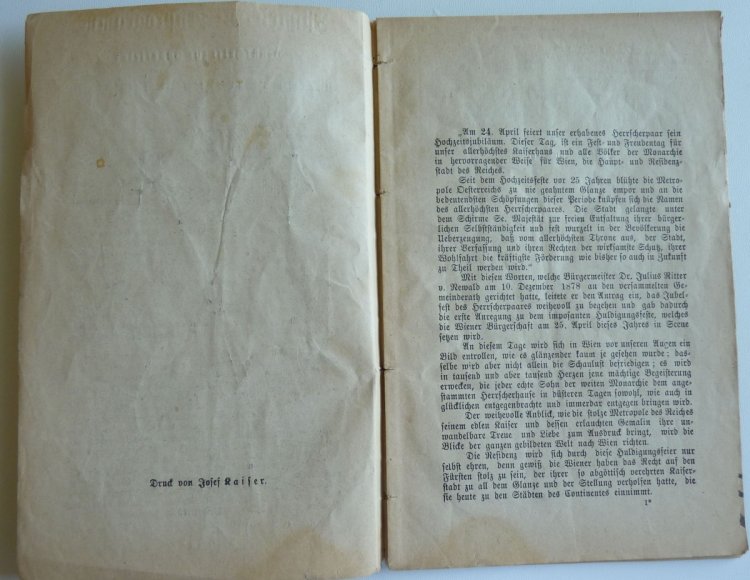 Druck von Josef Kaiser.
„Am 24. April feiert unser erhabenes Herrscherpaar sein
Hochzeitsjubiläum. Dieser Tag, ist ein Fest- und Freudentag für
unser allerhöchstes Kaiserhaus und alle Völker der Monarchie
in hervorragender Weise für Wien, die Haupt- und Residenz-
stadt des Reiches.
Seit dem Hochzeitsfeste vor 25 Jahren blühte die Metro-
pole Oesterreichs zu nie geahntem Glanze empor und an die
bedeutendsten Schöpfungen dieser Periode knüpfen sich die Namen
des allerhöchsten Herrscherpaares. Die Stadt gelangte unter
dem Schirme Se. Majestät zur freien Entfaltung ihrer bürger-
lichen Selbstständigkeit und fest wurzelt in der Bevölkerung die
Ueberzeugung, daß vom allerhöchsten Throne aus, der Stadt,
ihrer Verfassung und ihren Rechten der wirksamste Schutz, ihrer
Wohlfahrt die kräftigste Förderung wie bisher so auch in Zukunft
zu Theil werden wird.“
Mit diesen Worten, welche Bürgermeister Dr. Julius Ritter
v. Newald am 10. Dezember 1878 an den versammelten Ge-
meinderath gerichtet hatte, leitete er den Antrag ein, das Jubel-
fest des Herrscherpaares weihevoll zu begehen und gab dadurch
die erste Anregung zu dem imposanten Huldigungsfeste, welches
die Wiener Bürgerschaft am 25. April dieses Jahres in Scene
setzen wird.
An diesem Tage wird sich in Wien vor unseren Augen ein
Bild entrollen, wie es glänzender kaum je gesehen wurde; das-
selbe wird aber nicht allein die Schaulust befriedigen; es wird
in tausend und aber tausend Herzen jene mächtige Begeisterung
erwecken, die jeder echte Sohn der weiten Monarchie dem ange-
stammten Herrscherhause in düsteren Tagen sowohl, wie auch in
glücklichen entgegenbrachte und immerdar entgegen bringen wird.
Der weihevolle Anblick, wie die stolze Metropole des Reiches
seinem edlen Kaiser und dessen erlauchten Gemalin ihre un-
wandelbare Treue und Liebe zum Ausdruck bringt, wird die
Blicke der ganzen gebildeten Welt nach Wien richten.
Die Residenz wird sich durch diese Huldigungsfeier nur
selbst ehren, denn gewiß die Wiener haben das Recht auf den
Fürsten stolz zu sein, der ihrer so abgöttisch verehrten Kaiser-
stadt zu all dem Glanze und der Stellung verholfen hatte, die
sie heute zu den Städten des Continentes einnimmt.
1*